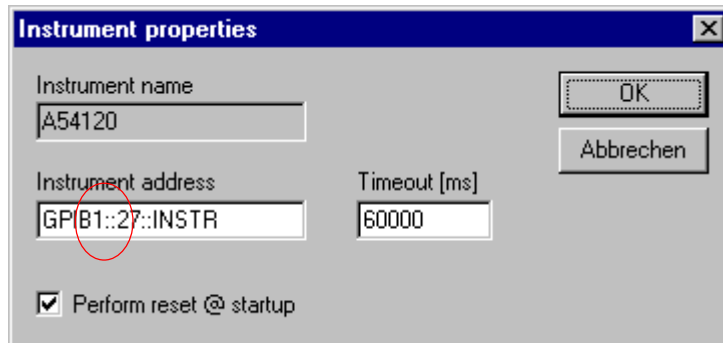 Instrument properties
Instrument name
A54120
OK
Abbrechen
Instrument address
Timeout [ms]
GPIB1::27::INSTR
60000
Perform reset @ startup